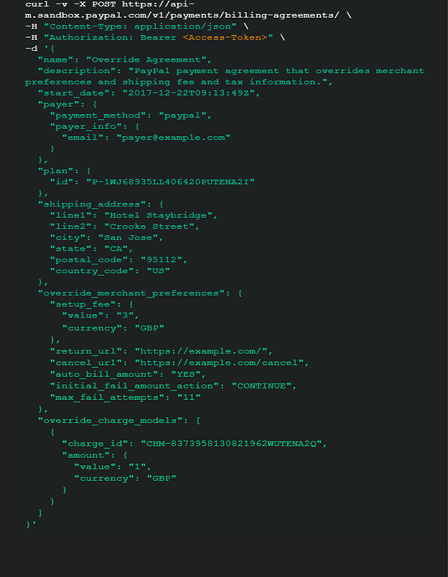 curl -v -X POST https://api-
m.sandbox.paypal.com/v1/payments/billing-agreements/ \
-H "Content-Type: application/json" \
-H "Authorization: Bearer <Access-Token>" \
-d '{
"name": "Override Agreement",
"description": "PayPal payment agreement that overrides merchant
preferences and shipping fee and tax information.",
"start_date": "2017-12-22T09:13:49Z",
"payer": {
"payment_method": "paypal",
"payer_info": {
"email": "payer@example.com"
}
},
"plan": {
"id": "P-1WJ68935LL406420PUTENA2I"
},
"shipping_address": {
"line1": "Hotel Staybridge",
"line2": "Crooke Street",
"city": "San Jose",
"state": "CA",
"postal_code": "95112",
"country_code": "US"
},
"override_merchant_preferences": {
"setup_fee": {
"value": "3",
"currency": "GBP"
},
"return_url": "https://example.com/",
"cancel_url": "https://example.com/cancel",
"auto_bill_amount": "YES",
"initial_fail_amount_action": "CONTINUE",
"max_fail_attempts": "11"
},
"override_charge_models": [
{
"charge_id": "CHM-8373958130821962WUTENA2Q",
"amount": {
"value": "1",
"currency": "GBP"
}
}
]
}'